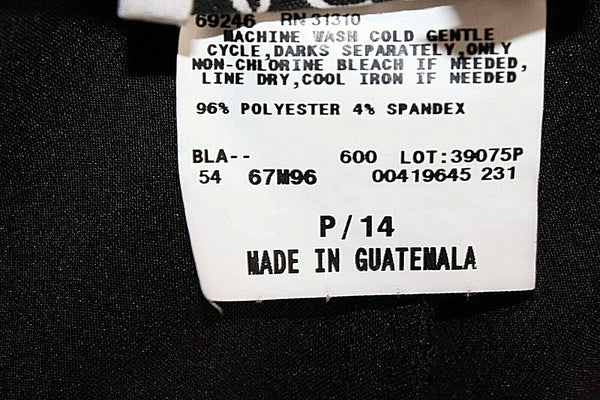 69246 RN 31310
MACHINE WASH COLD GENTLE
CYCLE,DARKS SEPARATELY,ONLY
NON-CHLORINE BLEACH IF NEEDED,
LINE DRY,COOL IRON IF NEEDED
96% POLYESTER 4% SPANDEX
BLA-- 600 LOT:39075P
54 67M96 00419645 231
P/14
MADE IN GUATEMALA